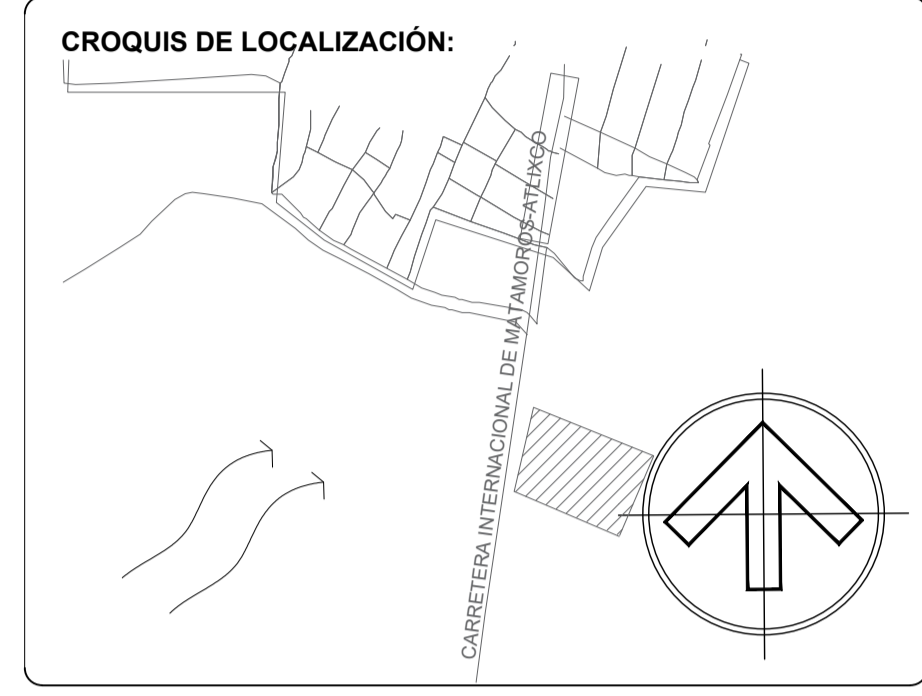 CROQUIS DE LOCALIZACIÓN:
CARRETERA INTERNACIONAL DE MATAMOROS-ATLIXCO